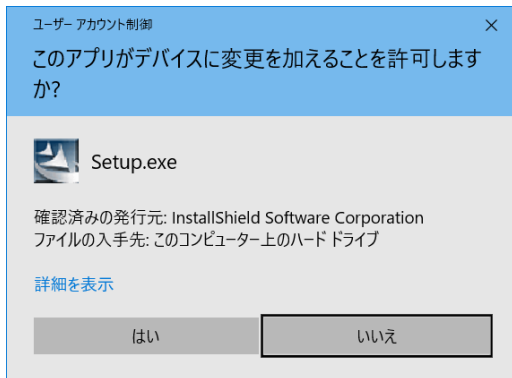 ユーザー アカウント制御
このアプリがデバイスに変更を加えることを許可します
か?
Setup.exe
確認済みの発行元: InstallShield Software Corporation
ファイルの入手先: このコンピューター上のハード ドライブ
詳細を表示
はい
いいえ